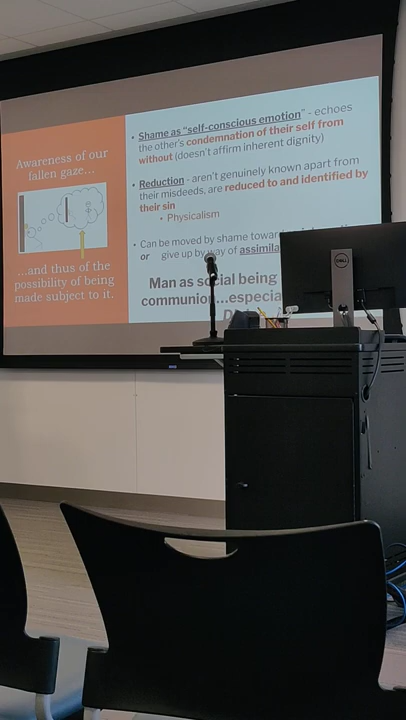 Awareness of our
fallen gaze...
...and thus of the
possibility of being
made subject to it.
• Shame as "self-conscious emotion" - echoes
the other's condemnation of their self from
without (doesn't affirm inherent dignity)
• Reduction - aren't genuinely known apart from
their misdeeds, are reduced to and identified by
their sin
• Physicalism
• Can be moved by shame
or give up by way of
Man as social being
DELL